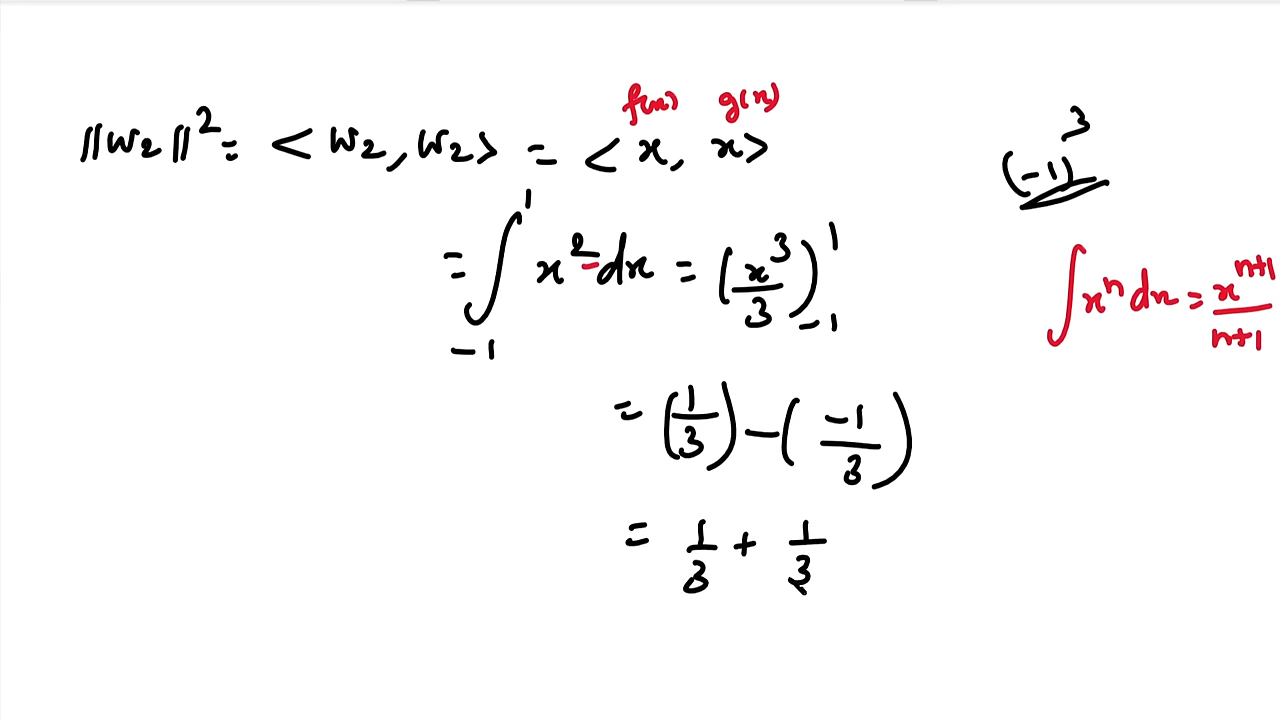 f(x) g(x)
||w₂||² = < w₂, w₂> = < x, x>
(-1)³
= ∫₋₁¹ x² dx = (x³/3)₋₁¹
∫xⁿ dx = xⁿ⁺¹/n+1
= (1/3) - (-1/3)
= 1/3 + 1/3